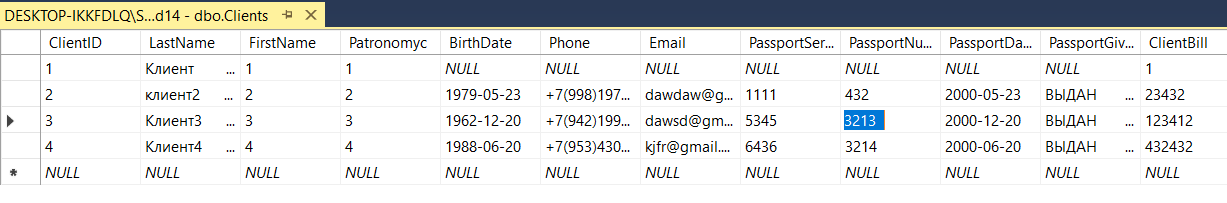 DESKTOP-IKKFDLQ\S...d14 - dbo.Clients
ClientID LastName FirstName Patronomyc BirthDate Phone Email PassportSer... PassportNu... PassportDa... PassportGiv... ClientBill
1 Клиент ... 1 1 NULL NULL NULL NULL NULL NULL NULL 1
2 клиент2 ... 2 2 1979-05-23 +7(998)197... dawdaw@g... 1111 432 2000-05-23 ВЫДАН ... 23432
3 Клиент3 ... 3 3 1962-12-20 +7(942)199... dawsd@gm... 5345 3213 2000-12-20 ВЫДАН ... 123412
4 Клиент4 ... 4 4 1988-06-20 +7(953)430... kjfr@gmail.... 6436 3214 2000-06-20 ВЫДАН ... 432432
NULL NULL NULL NULL NULL NULL NULL NULL NULL NULL NULL NULL